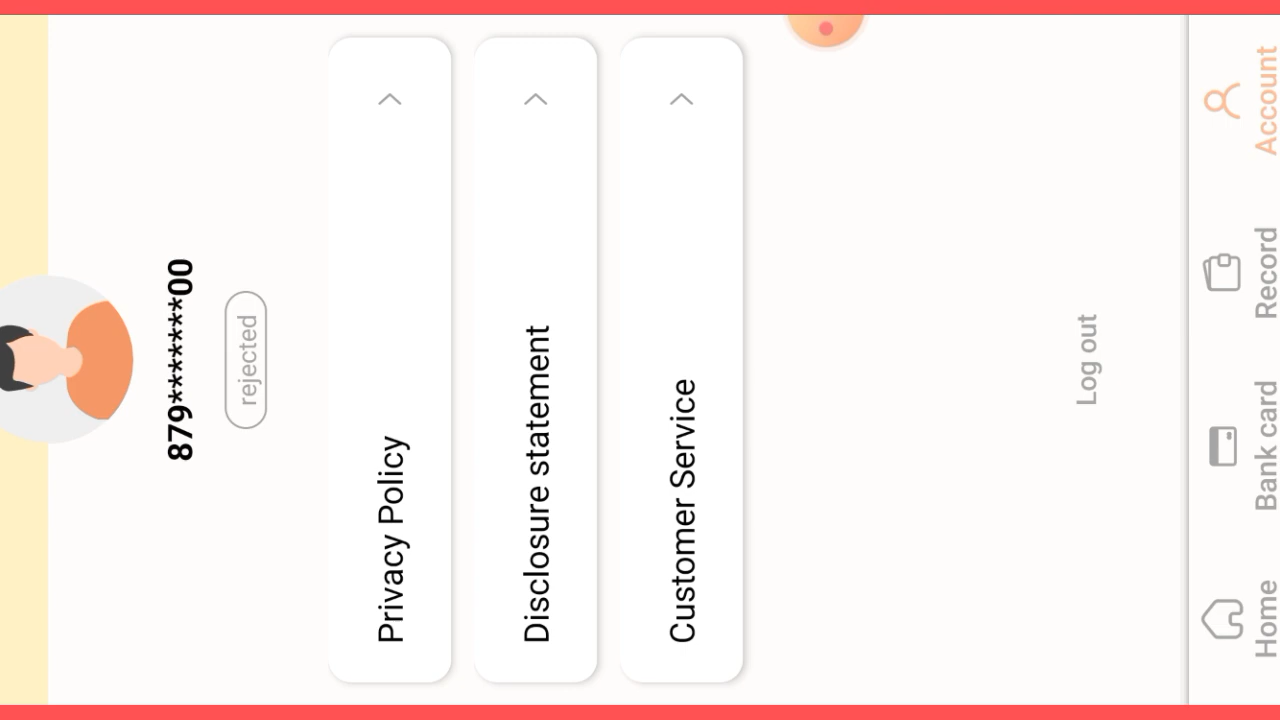 879********00
rejected
Privacy Policy
Disclosure statement
Customer Service
Log out
Home
Bank card
Record
Account